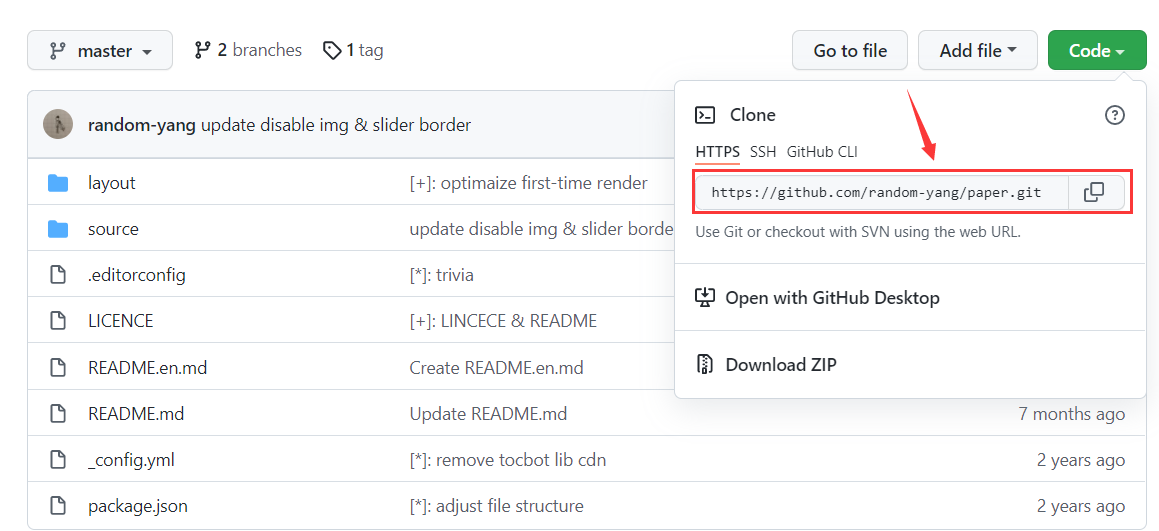 master 2 branches 1 tag Go to file Add file Code
random-yang update disable img & slider border
Clone
HTTPS SSH GitHub CLI
https://github.com/random-yang/paper.git
Use Git or checkout with SVN using the web URL.
Open with GitHub Desktop
Download ZIP
layout [+]: optimaize first-time render
source update disable img & slider borde
.editorconfig [*]: trivia
LICENCE [+]: LINCECE & README
README.en.md Create README.en.md
README.md Update README.md 7 months ago
_config.yml [*]: remove tocbot lib cdn 2 years ago
package.json [*]: adjust file structure 2 years ago